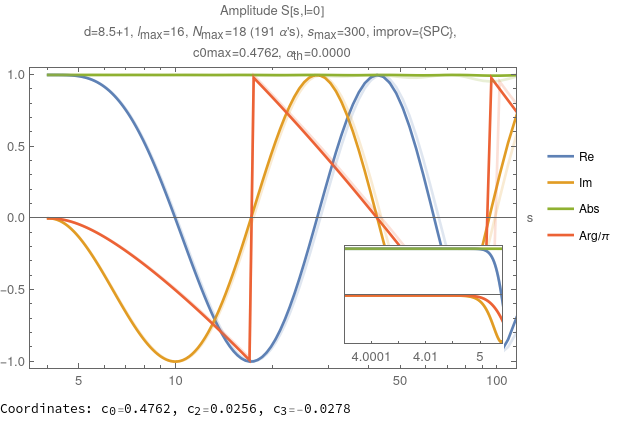 Amplitude S[s,l=0]
d=8.5+1, lmax=16, Nmax=18 (191 α's), smax=300, improv={SPC},
c0max=0.4762, αth=0.0000
1.0
0.5
0.0
-0.5
-1.0
5
10
50
100
s
4.0001
4.01
5
Re
Im
Abs
Arg/π
Coordinates: c0=0.4762, c2=0.0256, c3=-0.0278